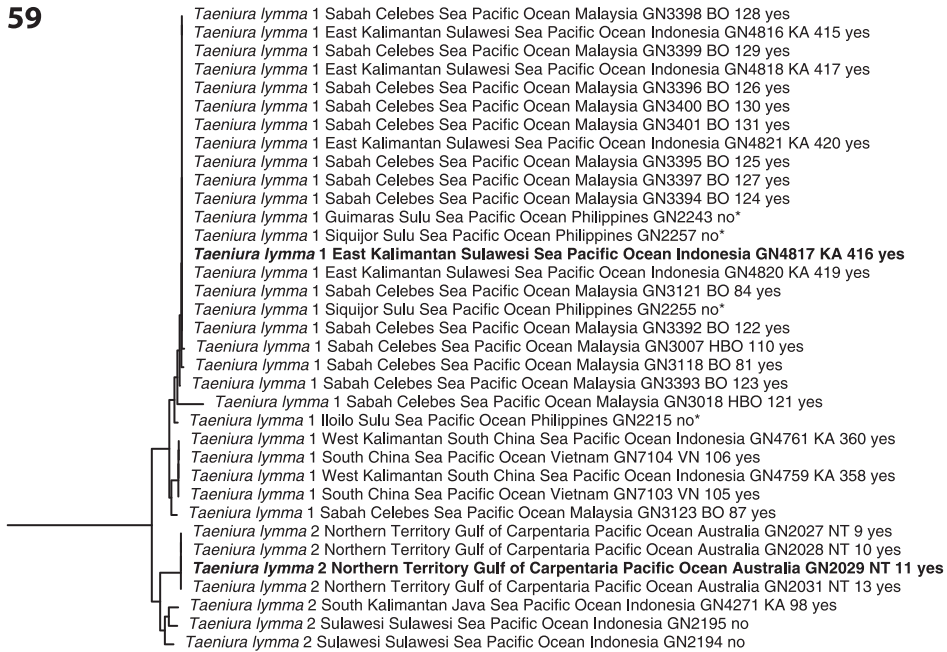 59
Taeniura lymma 1 Sabah Celebes Sea Pacific Ocean Malaysia GN3398 BO 128 yes
Taeniura lymma 1 East Kalimantan Sulawesi Sea Pacific Ocean Indonesia GN4816 KA 415 yes
Taeniura lymma 1 Sabah Celebes Sea Pacific Ocean Malaysia GN3399 BO 129 yes
Taeniura lymma 1 East Kalimantan Sulawesi Sea Pacific Ocean Indonesia GN4818 KA 417 yes
Taeniura lymma 1 Sabah Celebes Sea Pacific Ocean Malaysia GN3396 BO 126 yes
Taeniura lymma 1 Sabah Celebes Sea Pacific Ocean Malaysia GN3400 BO 130 yes
Taeniura lymma 1 Sabah Celebes Sea Pacific Ocean Malaysia GN3401 BO 131 yes
Taeniura lymma 1 East Kalimantan Sulawesi Sea Pacific Ocean Indonesia GN4821 KA 420 yes
Taeniura lymma 1 Sabah Celebes Sea Pacific Ocean Malaysia GN3395 BO 125 yes
Taeniura lymma 1 Sabah Celebes Sea Pacific Ocean Malaysia GN3397 BO 127 yes
Taeniura lymma 1 Sabah Celebes Sea Pacific Ocean Malaysia GN3394 BO 124 yes
Taeniura lymma 1 Guimaras Sulu Sea Pacific Ocean Philippines GN2243 no*
Taeniura lymma 1 Siquijor Sulu Sea Pacific Ocean Philippines GN2257 no*
Taeniura lymma 1 East Kalimantan Sulawesi Sea Pacific Ocean Indonesia GN4817 KA 416 yes
Taeniura lymma 1 East Kalimantan Sulawesi Sea Pacific Ocean Indonesia GN4820 KA 419 yes
Taeniura lymma 1 Sabah Celebes Sea Pacific Ocean Malaysia GN3121 BO 84 yes
Taeniura lymma 1 Siquijor Sulu Sea Pacific Ocean Philippines GN2255 no*
Taeniura lymma 1 Sabah Celebes Sea Pacific Ocean Malaysia GN3392 BO 122 yes
Taeniura lymma 1 Sabah Celebes Sea Pacific Ocean Malaysia GN3007 HBO 110 yes
Taeniura lymma 1 Sabah Celebes Sea Pacific Ocean Malaysia GN3118 BO 81 yes
Taeniura lymma 1 Sabah Celebes Sea Pacific Ocean Malaysia GN3393 BO 123 yes
Taeniura lymma 1 Sabah Celebes Sea Pacific Ocean Malaysia GN3018 HBO 121 yes
Taeniura lymma 1 Iloilo Sulu Sea Pacific Ocean Philippines GN2215 no*
Taeniura lymma 1 West Kalimantan South China Sea Pacific Ocean Indonesia GN4761 KA 360 yes
Taeniura lymma 1 South China Sea Pacific Ocean Vietnam GN7104 VN 106 yes
Taeniura lymma 1 West Kalimantan South China Sea Pacific Ocean Indonesia GN4759 KA 358 yes
Taeniura lymma 1 South China Sea Pacific Ocean Vietnam GN7103 VN 105 yes
Taeniura lymma 1 Sabah Celebes Sea Pacific Ocean Malaysia GN3123 BO 87 yes
Taeniura lymma 2 Northern Territory Gulf of Carpentaria Pacific Ocean Australia GN2027 NT 9 yes
Taeniura lymma 2 Northern Territory Gulf of Carpentaria Pacific Ocean Australia GN2028 NT 10 yes
Taeniura lymma 2 Northern Territory Gulf of Carpentaria Pacific Ocean Australia GN2029 NT 11 yes
Taeniura lymma 2 Northern Territory Gulf of Carpentaria Pacific Ocean Australia GN2031 NT 13 yes
Taeniura lymma 2 South Kalimantan Java Sea Pacific Ocean Indonesia GN4271 KA 98 yes
Taeniura lymma 2 Sulawesi Sulawesi Sea Pacific Ocean Indonesia GN2195 no
Taeniura lymma 2 Sulawesi Sulawesi Sea Pacific Ocean Indonesia GN2194 no